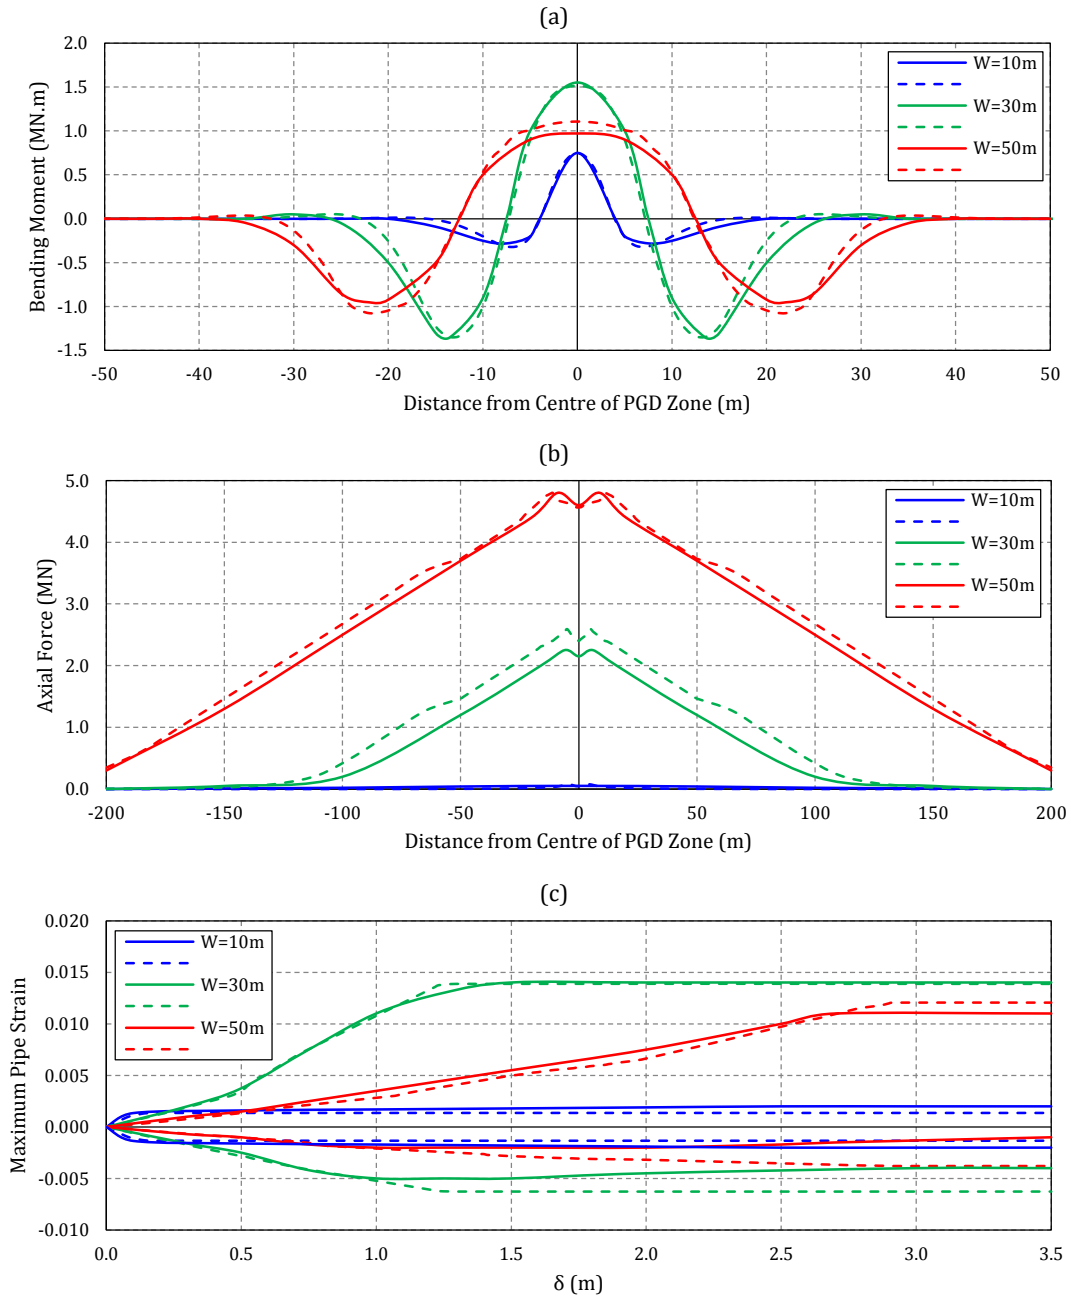 (a)
Bending Moment (MN.m)
2.0
1.5
1.0
0.5
0.0
-0.5
-1.0
-1.5
W=10m
W=30m
W=50m
-50 -40 -30 -20 -10 0 10 20 30 40 50
Distance from Centre of PGD Zone (m)
(b)
Axial Force (MN)
5.0
4.0
3.0
2.0
1.0
0.0
W=10m
W=30m
W=50m
-200 -150 -100 -50 0 50 100 150 200
Distance from Centre of PGD Zone (m)
(c)
Maximum Pipe Strain
0.020
0.015
0.010
0.005
0.000
-0.005
-0.010
W=10m
W=30m
W=50m
0.0 0.5 1.0 1.5 2.0 2.5 3.0 3.5
δ (m)